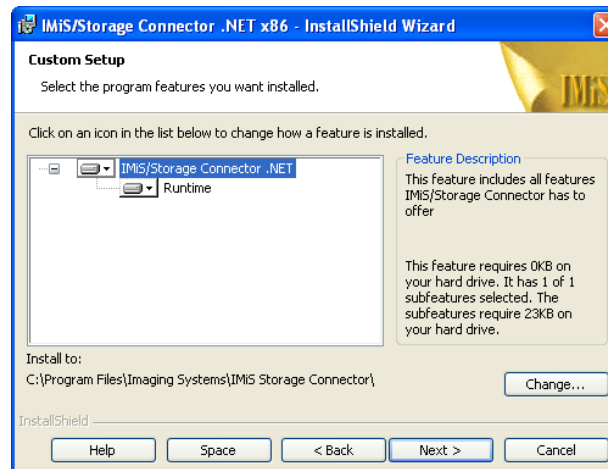 IMiS/Storage Connector .NET x86 - InstallShield Wizard
Custom Setup
Select the program features you want installed.
IMiS
Click on an icon in the list below to change how a feature is installed.
IMiS/Storage Connector .NET
Runtime
Feature Description
This feature includes all features
IMiS/Storage Connector has to
offer
This feature requires 0KB on
your hard drive. It has 1 of 1
subfeatures selected. The
subfeatures require 23KB on
your hard drive.
Install to:
C:\Program Files\Imaging Systems\IMiS Storage Connector\
Change...
InstallShield
Help
Space
< Back
Next >
Cancel